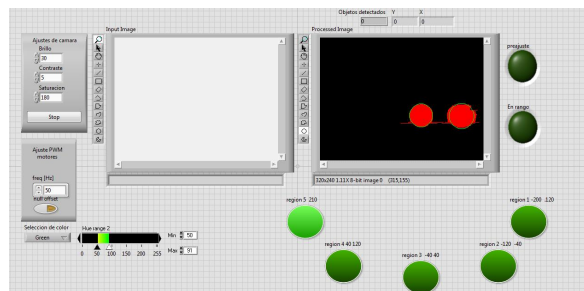 Objetos detectados Y X
0 0 0
Input Image
Processed Image
Ajustes de camara
Brillo
30
Contraste
5
Saturacion
180
Stop
preajuste
En rango
Ajuste PWM
motores
freq [Hz]
50
null offset
320x240 1.11X 8-bit image 0 (315,155)
Seleccion de color
Green
Hue range 2
0 50 100 150 200 255
Min 50
Max 91
region 5 210
region 4 40 120
region 3 -40 40
region 2 -120 -40
region 1 -200 .120